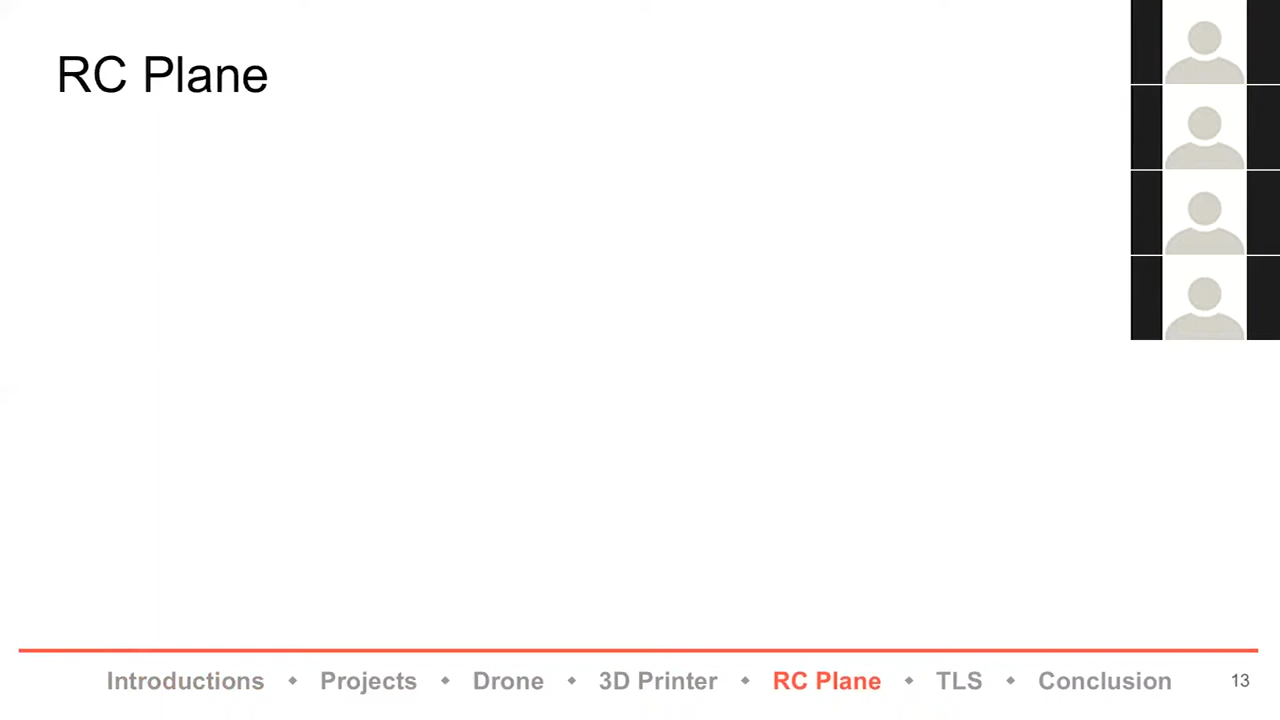 RC Plane
Introductions ◆ Projects ◆ Drone ◆ 3D Printer ◆ RC Plane ◆ TLS ◆ Conclusion 13